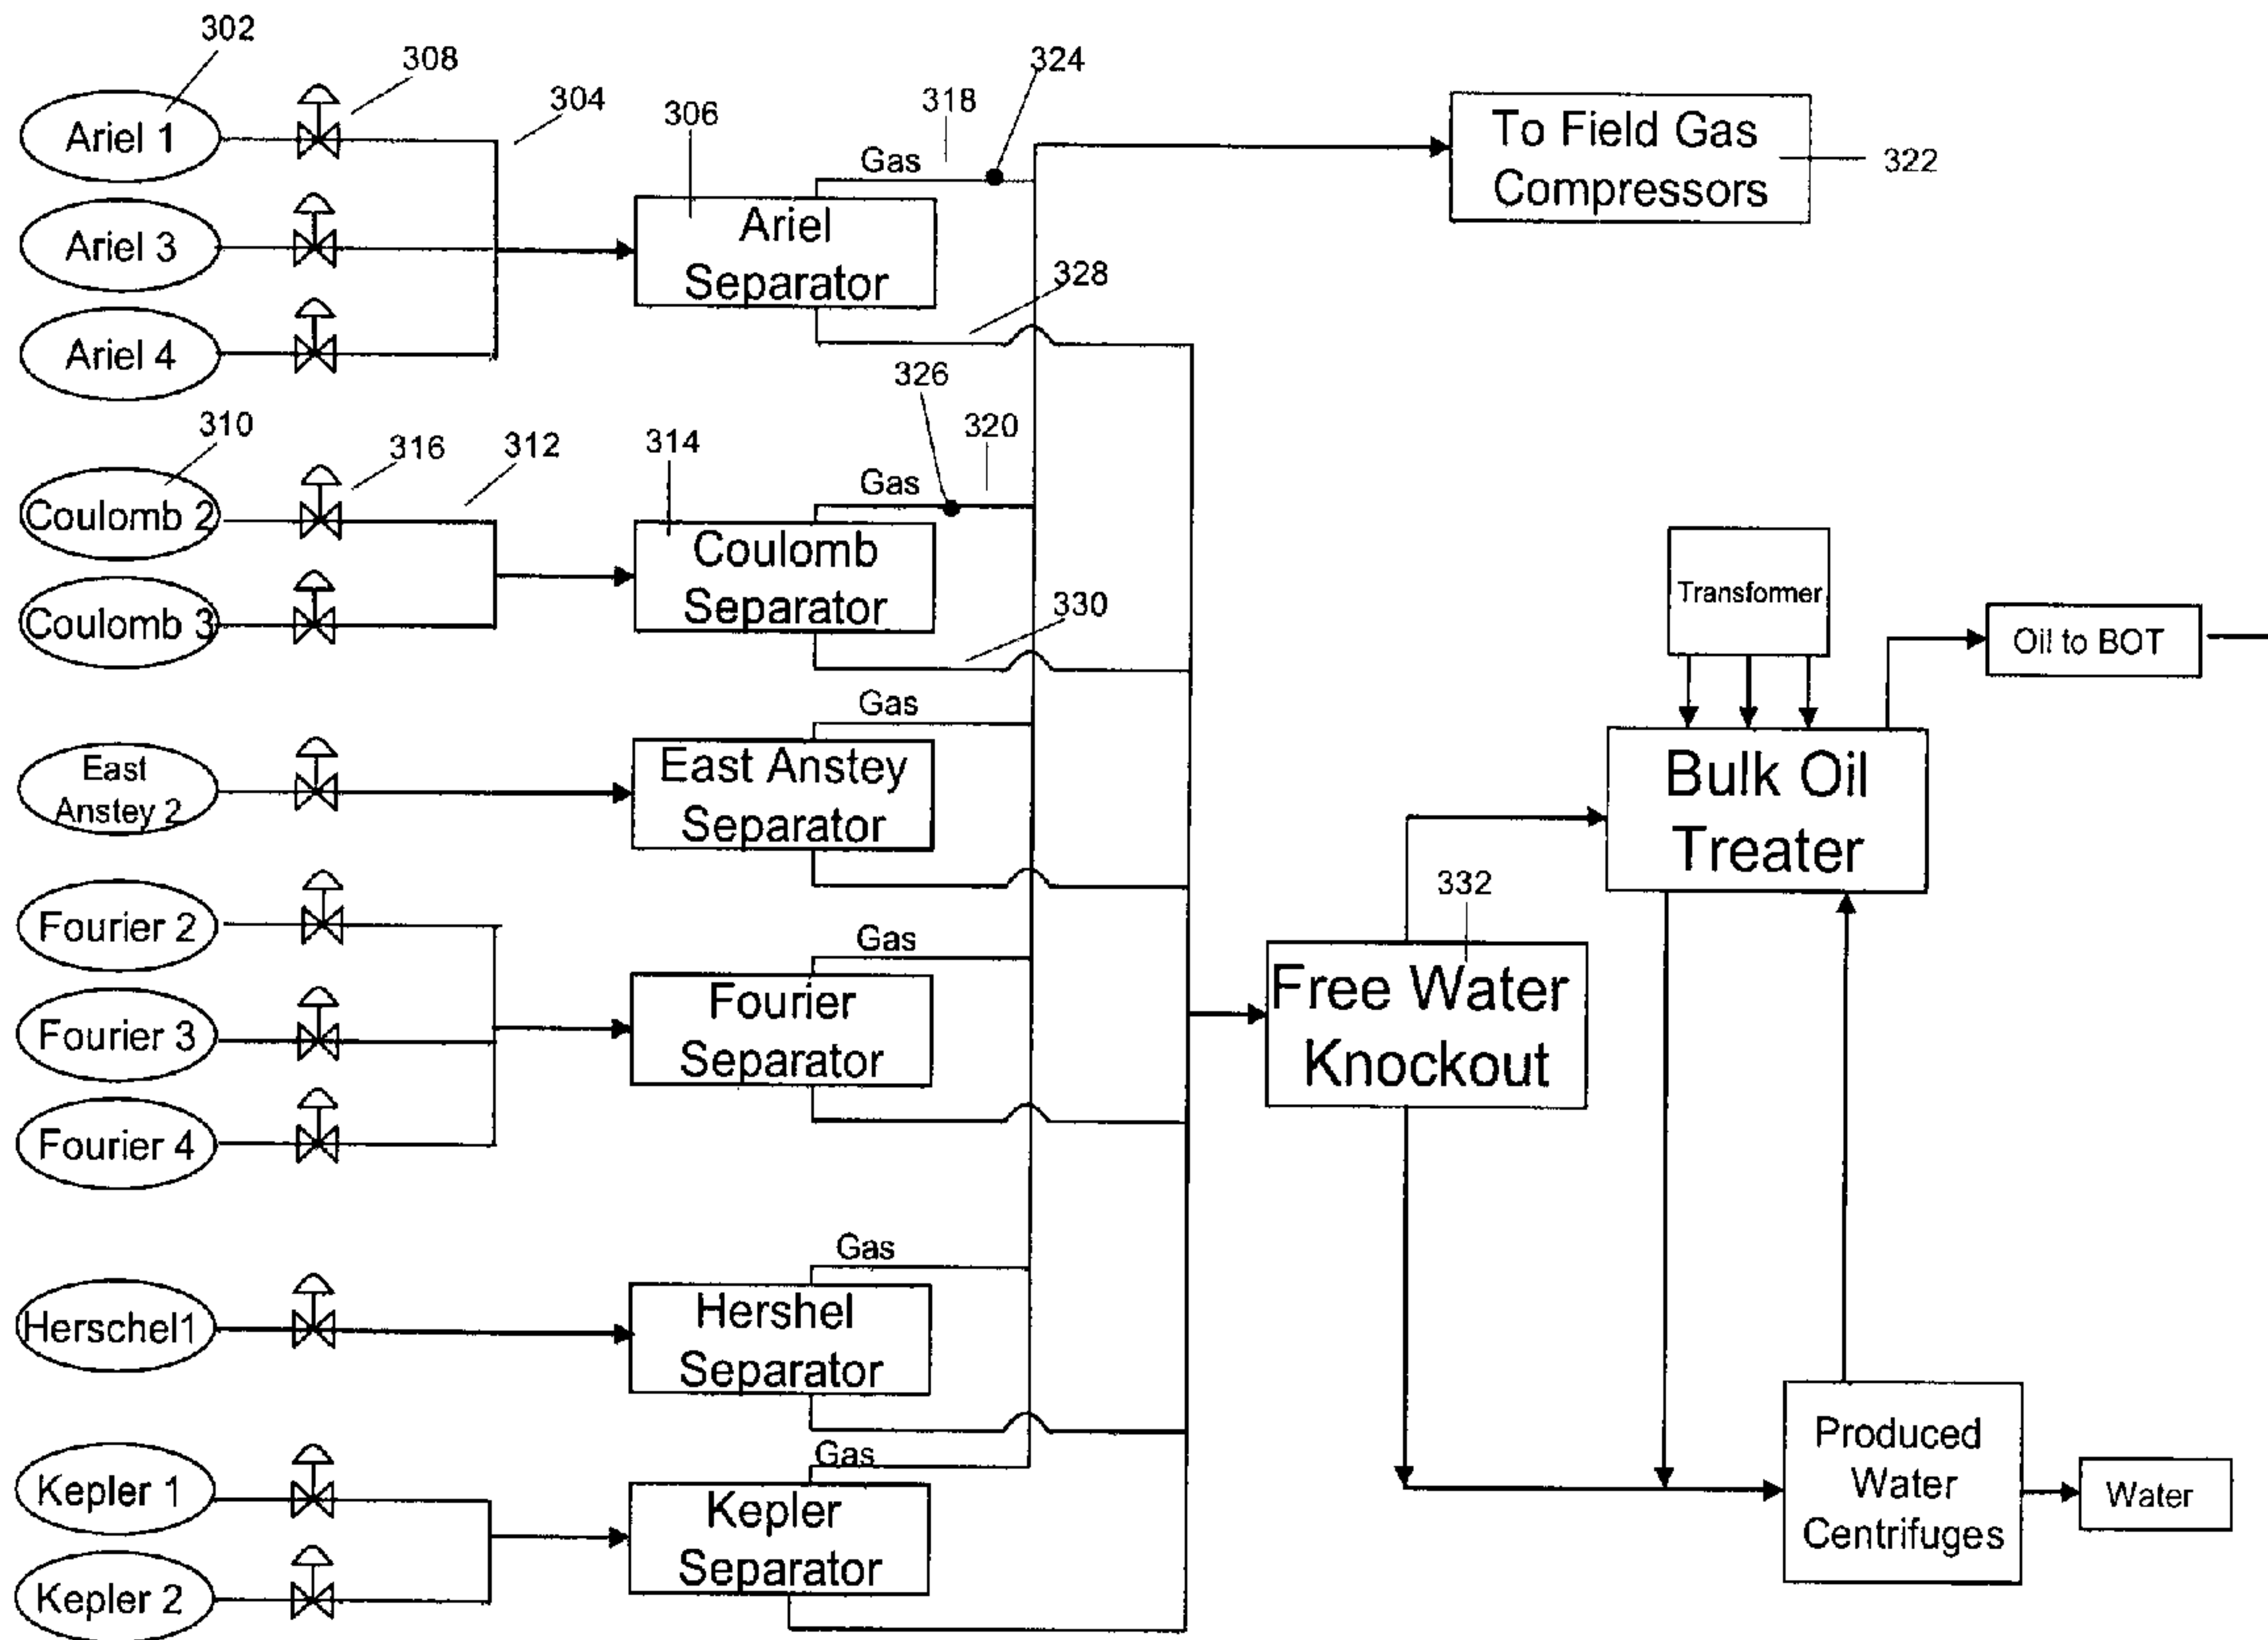 302
308
304
306
318
324
Ariel 1
Gas
To Field Gas
Compressors
322
Ariel 3
Ariel
Separator
328
Ariel 4
326
310
316
312
314
320
Gas
Coulomb 2
Coulomb
Separator
Coulomb 3
330
Transformer
Oil to BOT
Gas
East
Anstey 2
East Anstey
Separator
Bulk Oil
Treater
332
Fourier 2
Gas
Fourier 3
Fourier
Separator
Free Water
Knockout
Fourier 4
Gas
Herschel1
Hershel
Separator
Gas
Kepler 1
Kepler
Separator
Kepler 2
Produced
Water
Centrifuges
Water